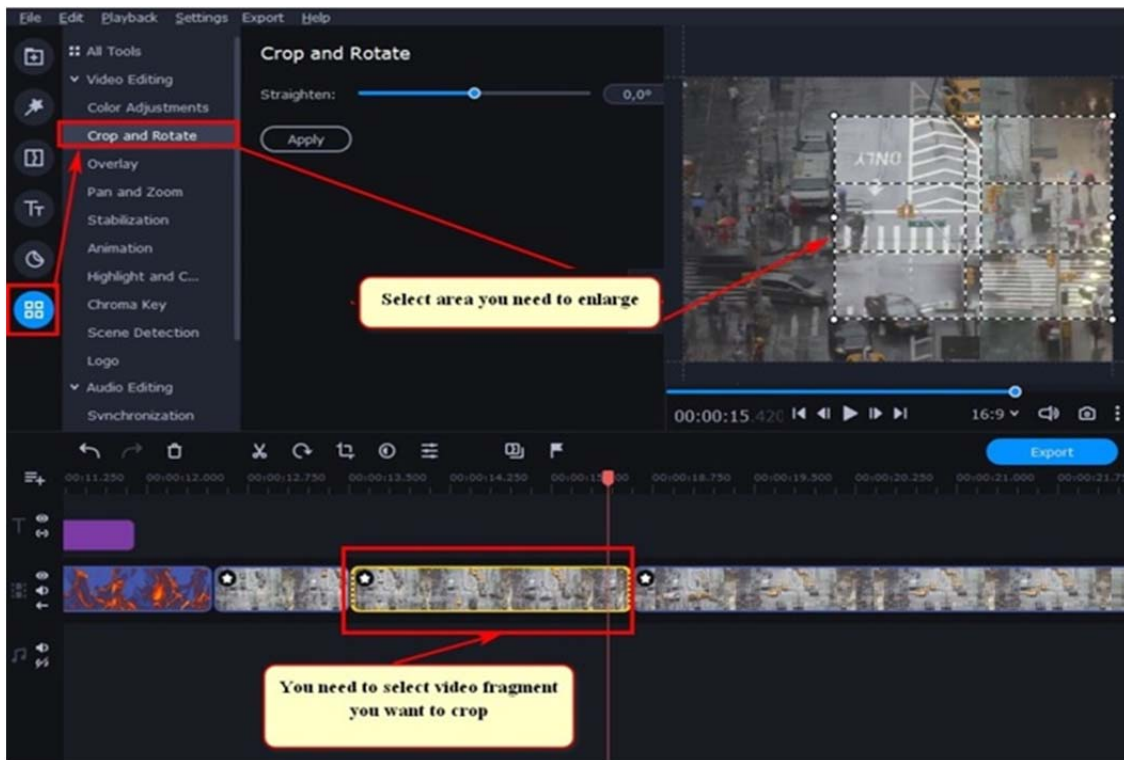 File Edit Playback Settings Export Help
All Tools
Video Editing
Color Adjustments
Crop and Rotate
Overlay
Pan and Zoom
Stabilization
Animation
Highlight and C...
Chroma Key
Scene Detection
Logo
Audio Editing
Synchronization
Crop and Rotate
Straighten: 0,0°
Apply
Select area you need to enlarge
ONLY
00:00:15.420 16:9
Export
00:00:11.250 00:00:12.000 00:00:12.750 00:00:13.500 00:00:14.250 00:00:18.750 00:00:19.500 00:00:20.250 00:00:21.000
You need to select video fragment
you want to crop